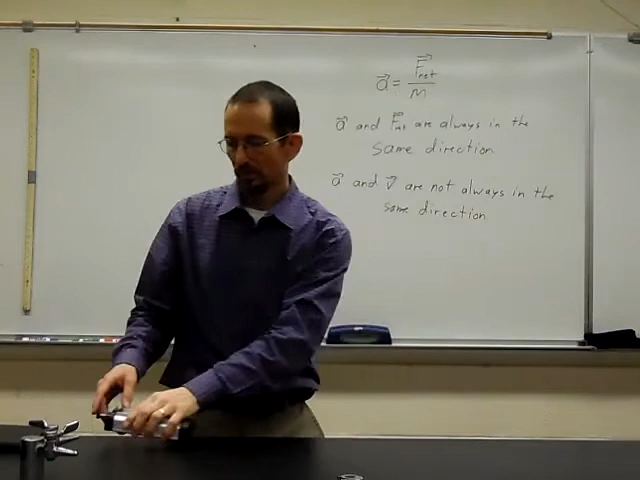 a⃗ = F⃗net / m
a⃗ and F⃗net are always in the
same direction
a⃗ and v⃗ are not always in the
same direction